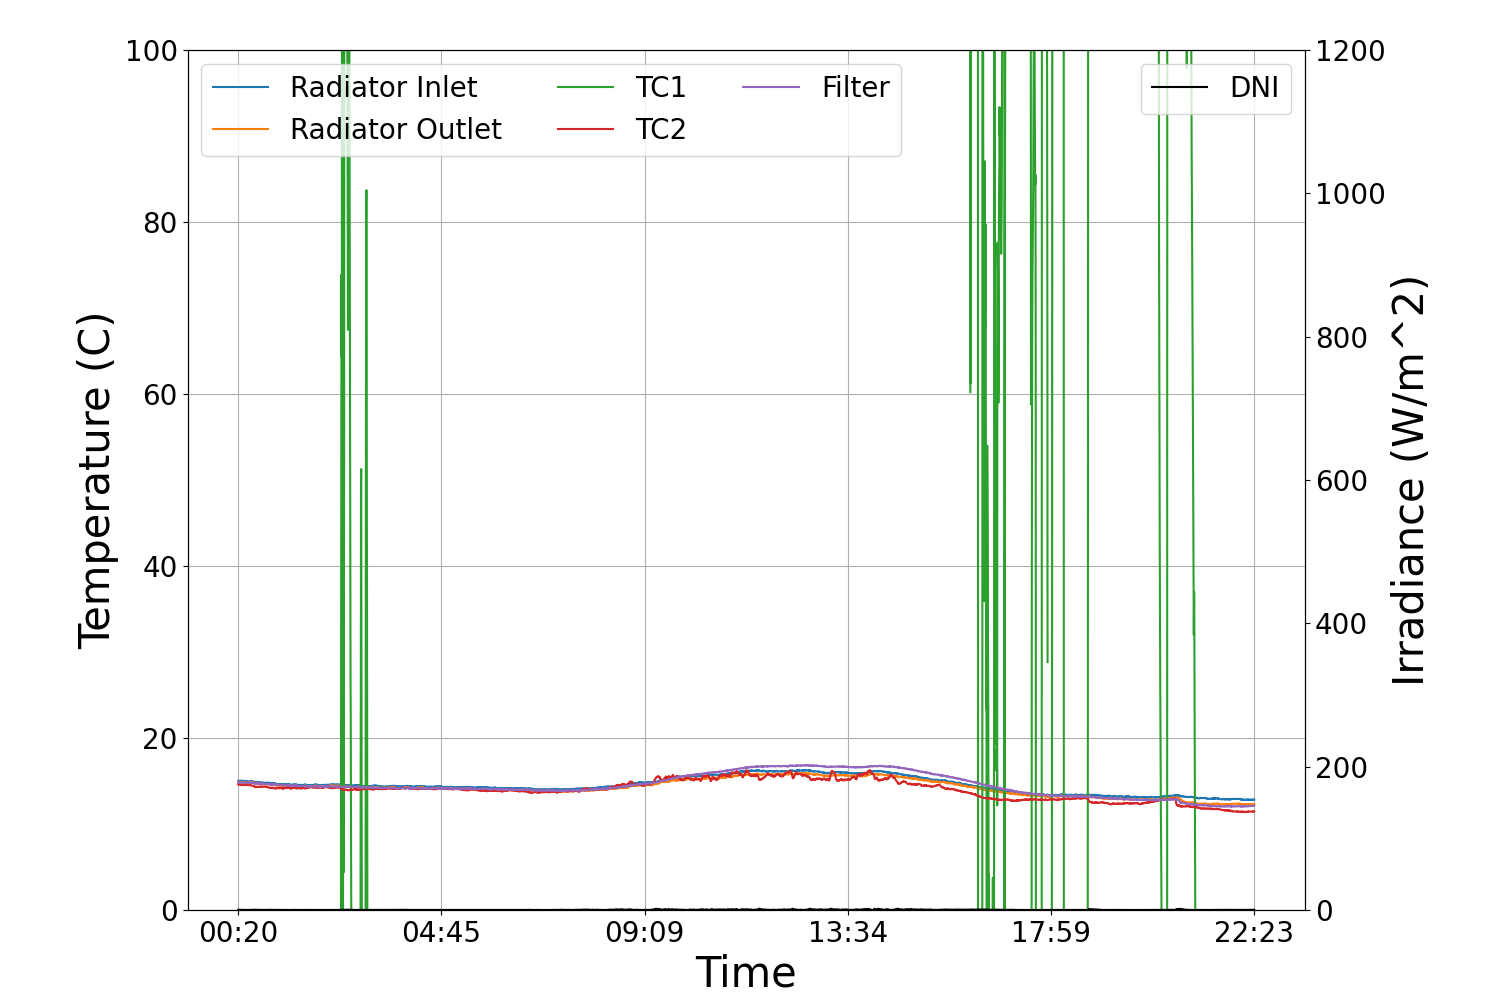 100
80
60
40
20
0
Temperature (C)
Radiator Inlet
Radiator Outlet
TC1
TC2
Filter
DNI
1200
1000
800
600
400
200
0
Irradiance (W/m^2)
00:20 04:45 09:09 13:34 17:59 22:23
Time